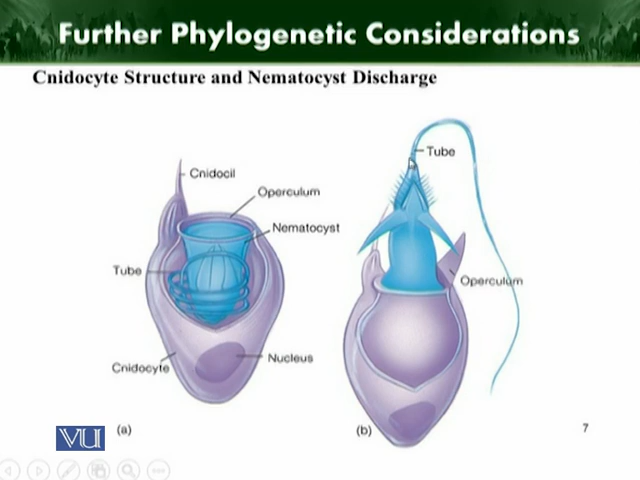 Further Phylogenetic Considerations
Cnidocyte Structure and Nematocyst Discharge
Tube
Cnidocil
Operculum
Nematocyst
Tube
Operculum
Nucleus
Cnidocyte
VU
(a)
(b)
7